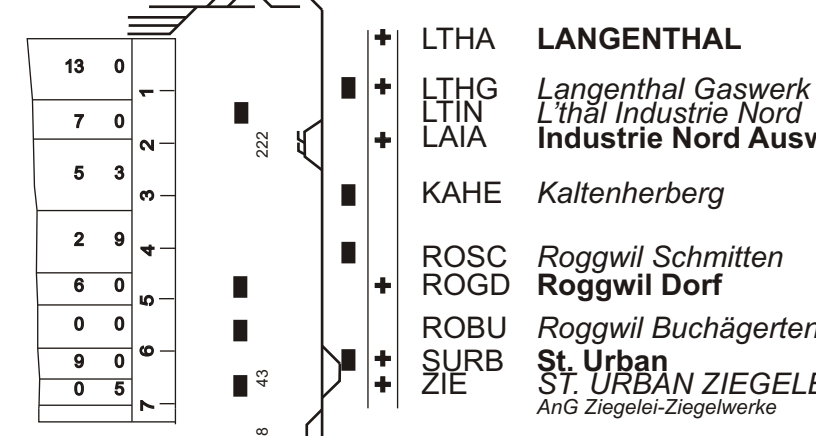 LTHA LANGENTHAL
13 0
1
LTHG Langenthal Gaswerk
LTIN L'thal Industrie Nord
7 0
2
222
LAIA Industrie Nord Ausw
5 3
3
KAHE Kaltenherberg
2 9
4
ROSC Roggwil Schmitten
6 0
5
ROGD Roggwil Dorf
0 0
ROBU Roggwil Buchägerten
6
9 0
SURB St. Urban
0 5
43
ZIE ST. URBAN ZIEGELE
7
AnG Ziegelei-Ziegelwerke
8